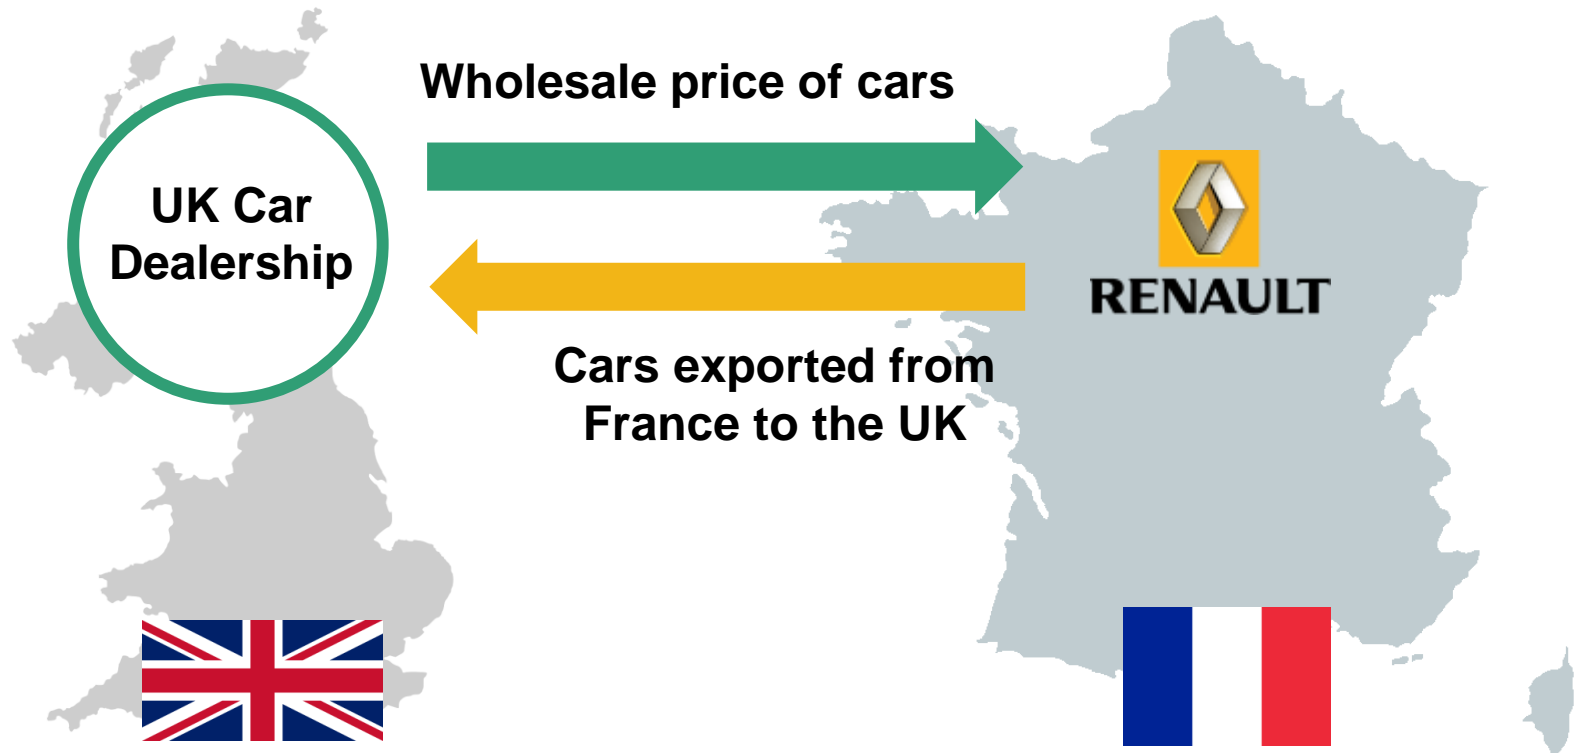 Wholesale price of cars
UK Car
Dealership
RENAULT
Cars exported from
France to the UK